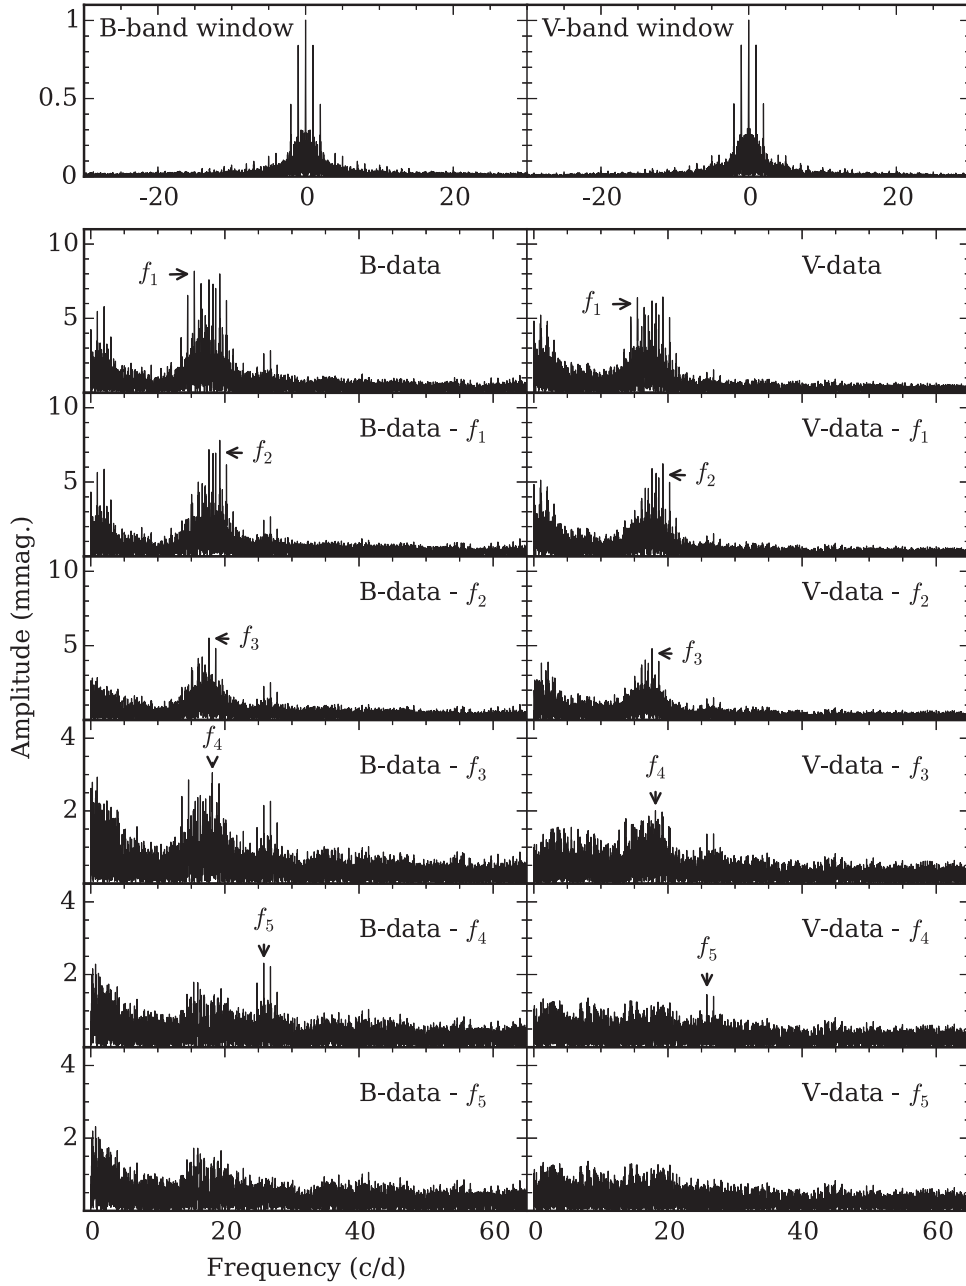 B-band window V-band window
1
0.5
0
-20 0 20 -20 0 20
10 B-data V-data
f1 f1
5
10 B-data - f1 V-data - f1
f2 f2
5
10 B-data - f2 V-data - f2
f3 f3
5
4 B-data - f3 V-data - f3
f4 f4
2
4 B-data - f4 V-data - f4
f5 f5
2
4 B-data - f5 V-data - f5
2
0 20 40 60 0 20 40 60
Frequency (c/d)
Amplitude (mmag.)